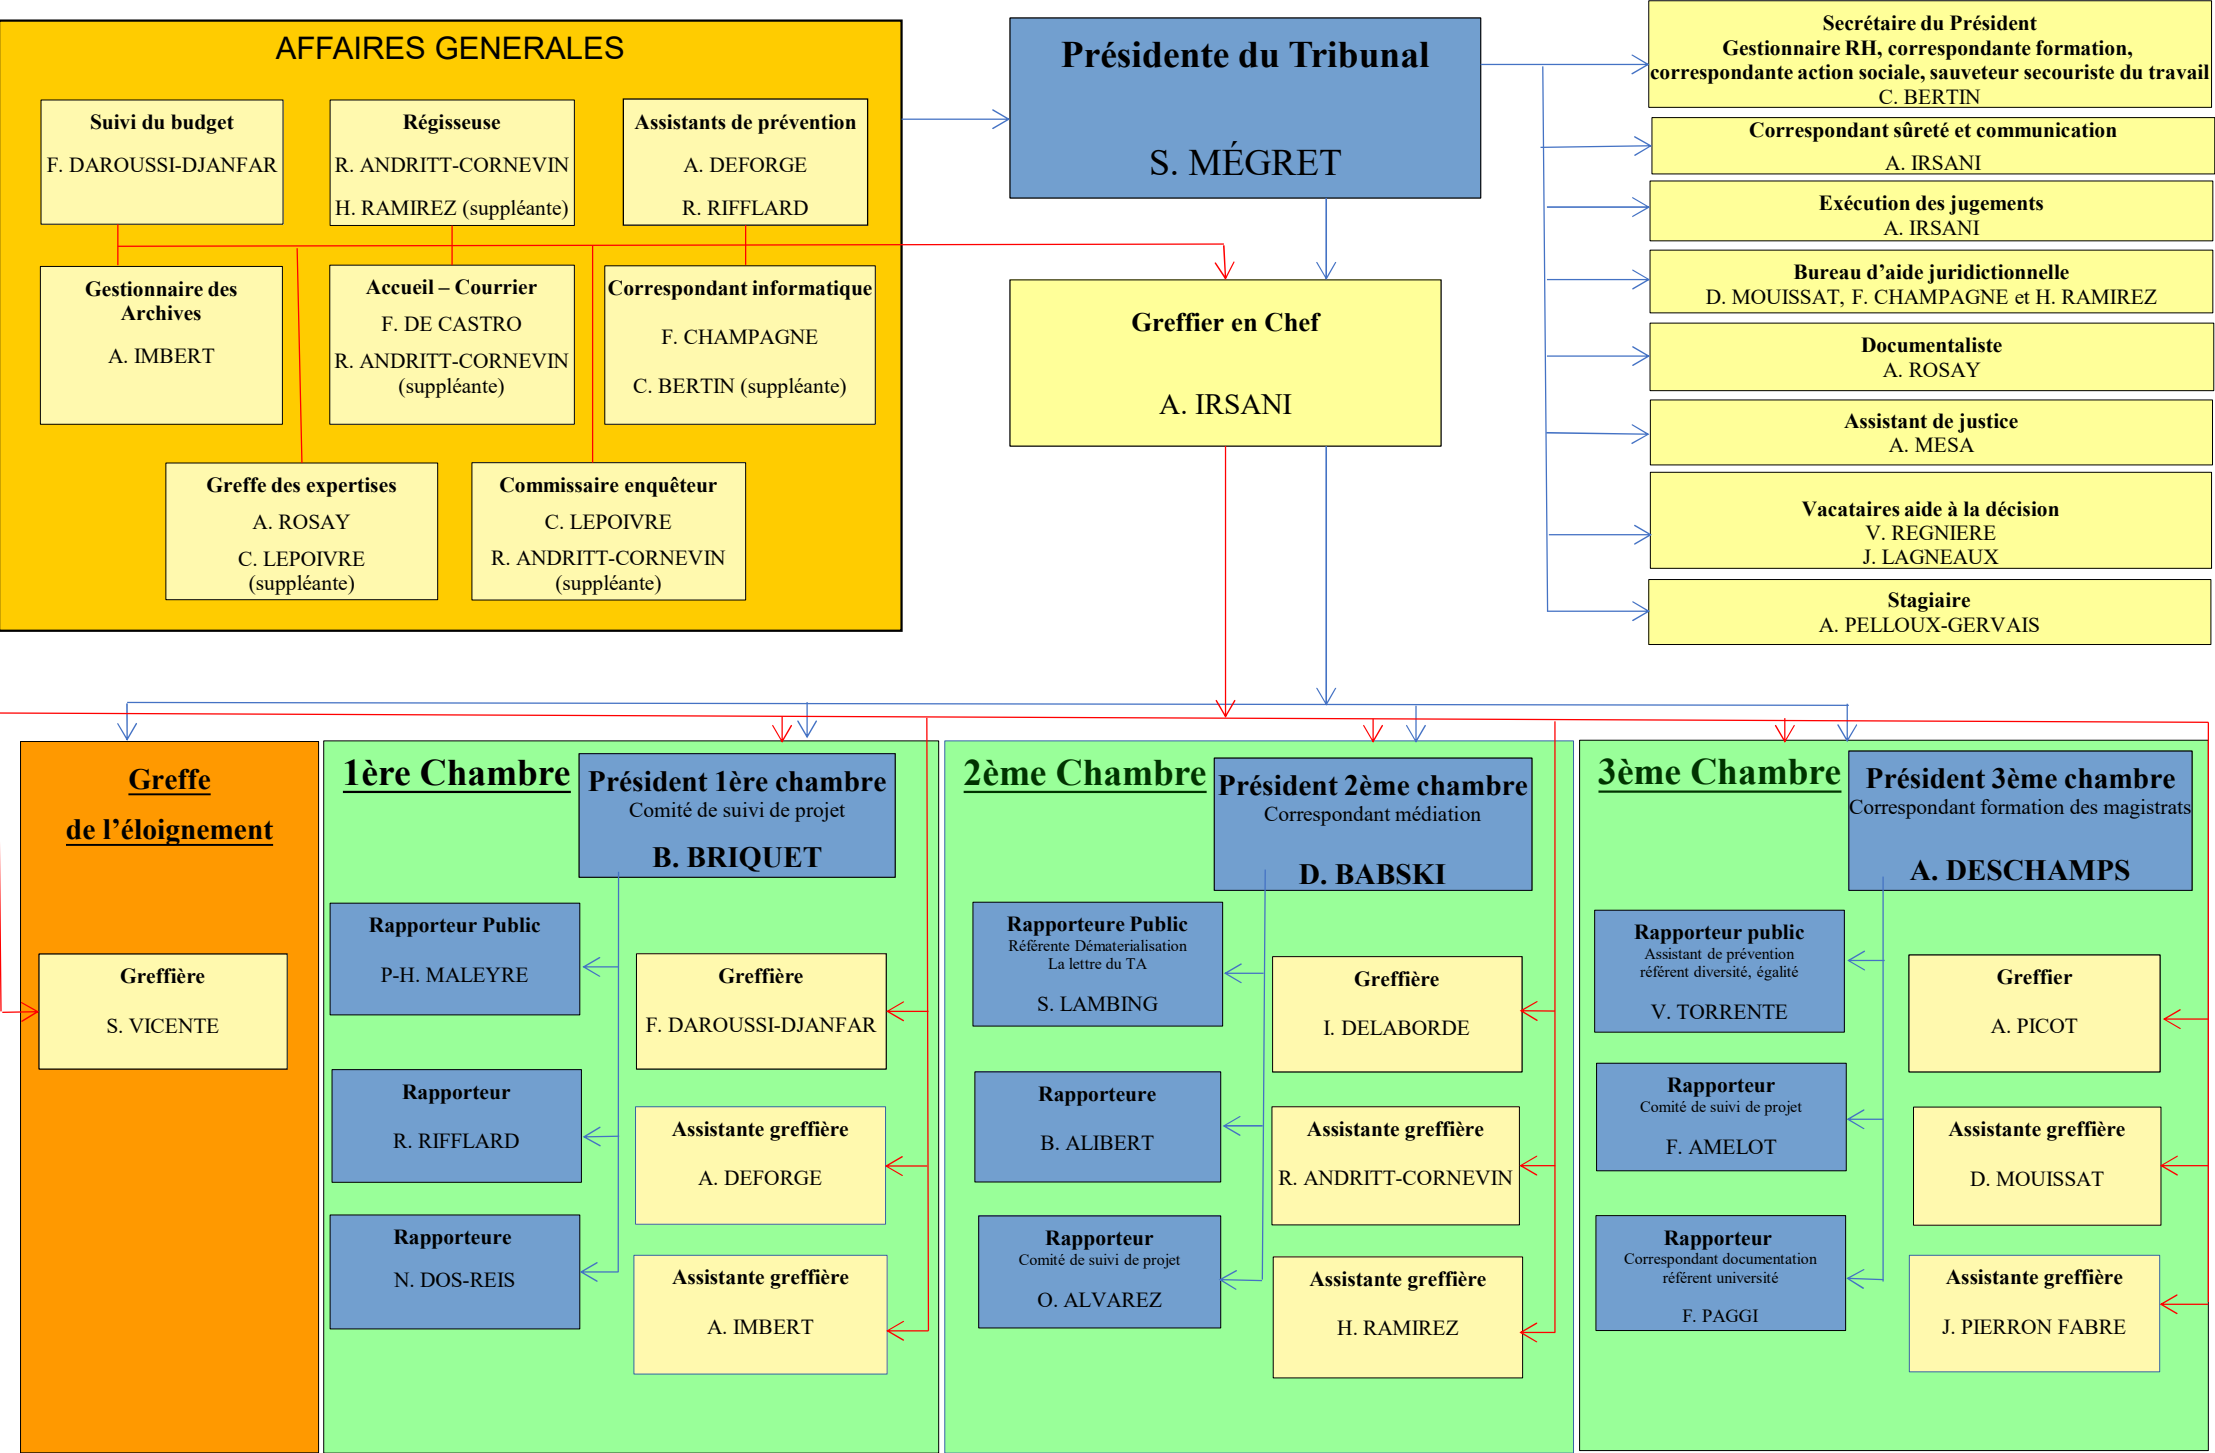 AFFAIRES GENERALES
Suivi du budget
F. DAROUSSI-DJANFAR
Régisseuse
R. ANDRITT-CORNEVIN
H. RAMIREZ (suppléante)
Assistants de prévention
A. DEFORGE
R. RIFFLARD
Gestionnaire des
Archives
A. IMBERT
Accueil – Courrier
F. DE CASTRO
R. ANDRITT-CORNEVIN
(suppléante)
Correspondant informatique
F. CHAMPAGNE
C. BERTIN (suppléante)
Greffe des expertises
A. ROSAY
C. LEPOIVRE
(suppléante)
Commissaire enquêteur
C. LEPOIVRE
R. ANDRITT-CORNEVIN
(suppléante)
Présidente du Tribunal
S. MÉGRET
Greffier en Chef
A. IRSANI
Secrétaire du Président
Gestionnaire RH, correspondante formation,
correspondante action sociale, sauveteur secouriste du travail
C. BERTIN
Correspondant sûreté et communication
A. IRSANI
Exécution des jugements
A. IRSANI
Bureau d’aide juridictionnelle
D. MOUISSAT, F. CHAMPAGNE et H. RAMIREZ
Documentaliste
A. ROSAY
Assistant de justice
A. MESA
Vacataires aide à la décision
V. REGNIERE
J. LAGNEAUX
Stagiaire
A. PELLOUX-GERVAIS
Greffe
de l’éloignement
Greffière
S. VICENTE
1ère Chambre
Président 1ère chambre
Comité de suivi de projet
B. BRIQUET
Rapporteur Public
P-H. MALEYRE
Rapporteur
R. RIFFLARD
Rapporteure
N. DOS-REIS
Greffière
F. DAROUSSI-DJANFAR
Assistante greffière
A. DEFORGE
Assistante greffière
A. IMBERT
2ème Chambre
Président 2ème chambre
Correspondant médiation
D. BABSKI
Rapporteure Public
Référente Dématerialisation
La lettre du TA
S. LAMBING
Rapporteure
B. ALIBERT
Rapporteur
Comité de suivi de projet
O. ALVAREZ
Greffière
I. DELABORDE
Assistante greffière
R. ANDRITT-CORNEVIN
Assistante greffière
H. RAMIREZ
3ème Chambre
Président 3ème chambre
Correspondant formation des magistrats
A. DESCHAMPS
Rapporteur public
Assistant de prévention
référent diversité, égalité
V. TORRENTE
Rapporteur
Comité de suivi de projet
F. AMELOT
Rapporteur
Correspondant documentation
référent université
F. PAGGI
Greffier
A. PICOT
Assistante greffière
D. MOUISSAT
Assistante greffière
J. PIERRON FABRE